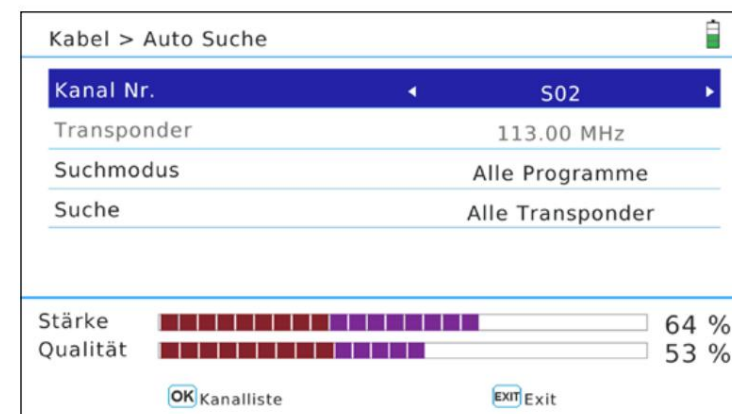 Kabel > Auto Suche
Kanal Nr. S02
Transponder 113.00 MHz
Suchmodus Alle Programme
Suche Alle Transponder
Stärke 64 %
Qualität 53 %
OK Kanalliste EXIT Exit